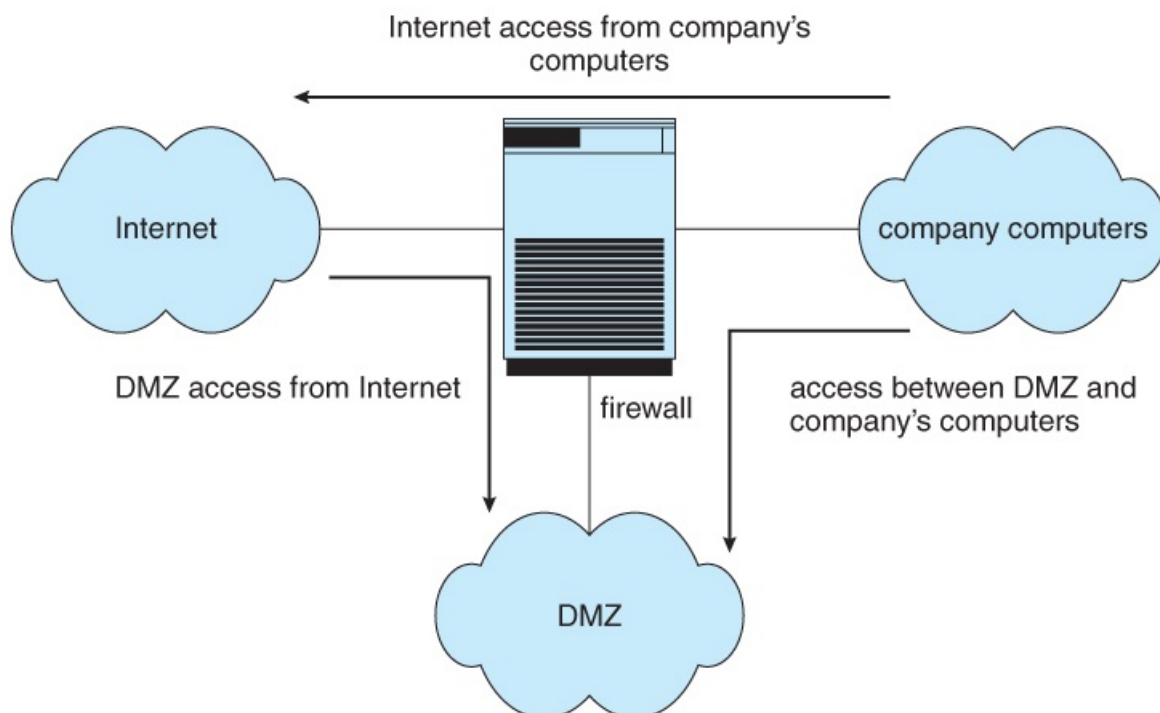 Internet access from company’s
computers
Internet
company computers
DMZ access from Internet
firewall
access between DMZ and
company’s computers
DMZ